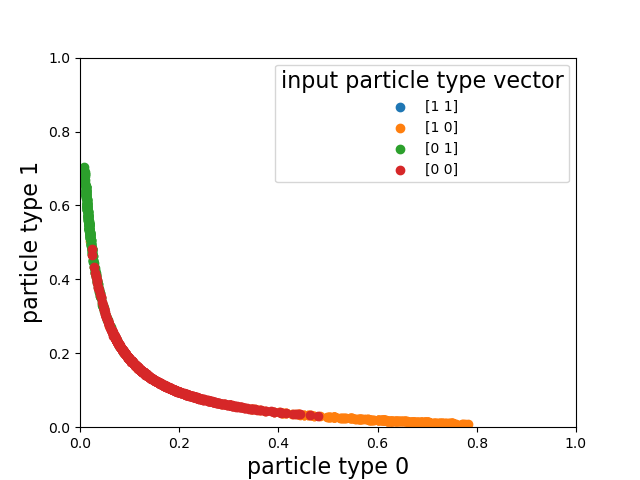 1.0
0.8
0.6
0.4
0.2
0.0
particle type 1
input particle type vector
[1 1]
[1 0]
[0 1]
[0 0]
0.0 0.2 0.4 0.6 0.8 1.0
particle type 0